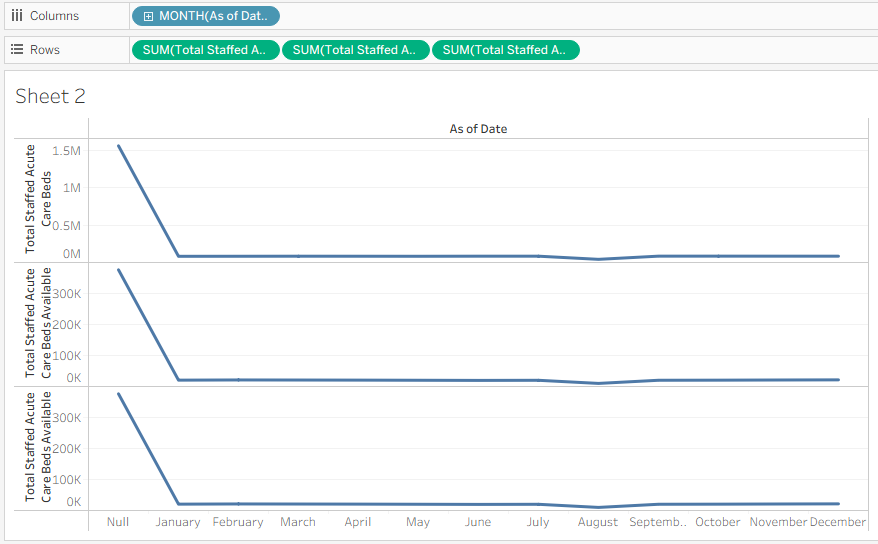 Columns
MONTH(As of Dat..
Rows
SUM(Total Staffed A.. SUM(Total Staffed A.. SUM(Total Staffed A..
Sheet 2
As of Date
Total Staffed Acute
Care Beds
1.5M
1M
0.5M
0M
Total Staffed Acute
Care Beds Available
300K
200K
100K
0K
Total Staffed Acute
Care Beds Available
300K
200K
100K
0K
Null January February March April May June July August Septemb.. October November December